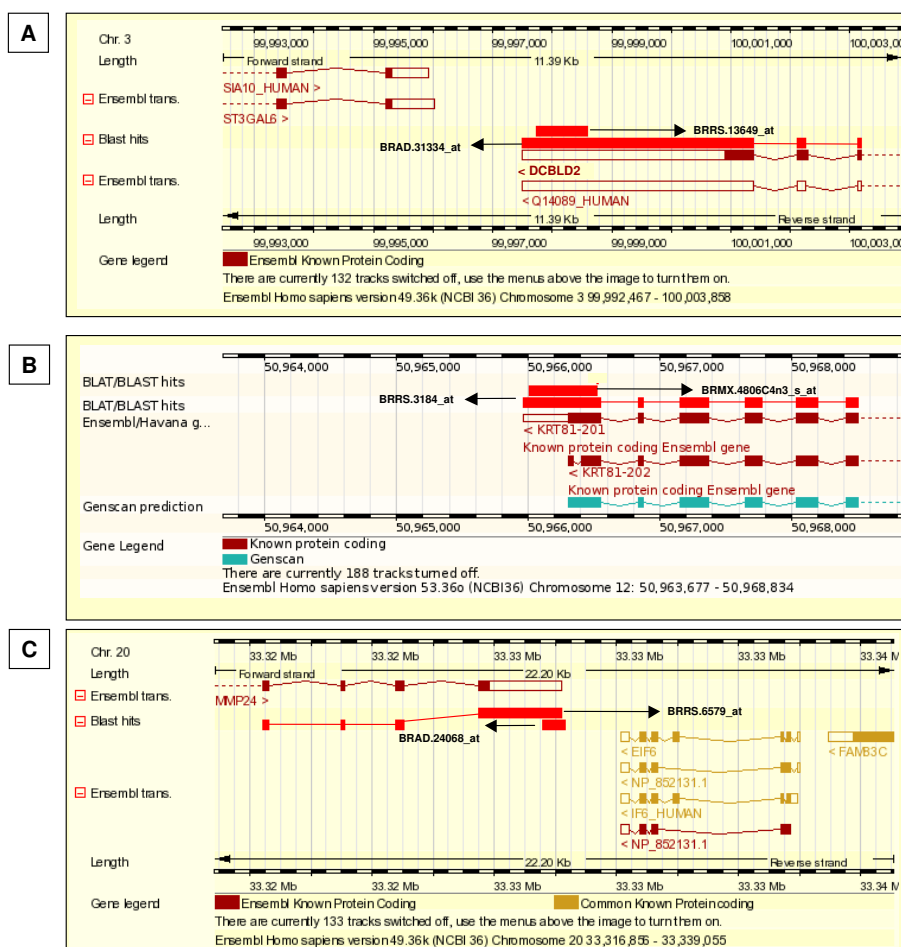 A
Chr. 3
99,993,000 99,995,000 99,997,000 99,999,000 100,001,000 100,003,0
Length Forward strand 11.39 Kb
SIA10_HUMAN >
Ensembl trans.
ST3GAL6 >
BRRS.13649_at
Blast hits
BRAD.31334_at
< DCBLD2
Ensembl trans.
< Q14089_HUMAN
Length 11.39 Kb Reverse strand
99,993,000 99,995,000 99,997,000 99,999,000 100,001,000 100,003,0
Gene legend Ensembl Known Protein Coding
There are currently 132 tracks switched off, use the menus above the image to turn them on.
Ensembl Homo sapiens version 49.36k (NCBI 36) Chromosome 3 99,992,467 - 100,003,858
B
50,964,000 50,965,000 50,966,000 50,967,000 50,968,000
BLAT/BLAST hits
BRMX.4806C4n3_s_at
BRRS.3184_at
BLAT/BLAST hits
Ensembl/Havana g...
< KRT81-201
Known protein coding Ensembl gene
< KRT81-202
Known protein coding Ensembl gene
Genscan prediction
50,964,000 50,965,000 50,966,000 50,967,000 50,968,000
Gene Legend Known protein coding
Genscan
There are currently 188 tracks turned off.
Ensembl Homo sapiens version 53.36o (NCBI36) Chromosome 12: 50,963,677 - 50,968,834
C
Chr. 20
33.32 Mb 33.32 Mb 33.33 Mb 33.33 Mb 33.33 Mb 33.34 M
Length Forward strand 22.20 Kb
Ensembl trans.
MMP24 >
Blast hits BRRS.6579_at
BRAD.24068_at
< EIF6 < FAM83C
< NP_852131.1
Ensembl trans.
< IF6_HUMAN
< NP_852131.1
Length 22.20 Kb Reverse strand
33.32 Mb 33.32 Mb 33.33 Mb 33.33 Mb 33.33 Mb 33.34 M
Gene legend Ensembl Known Protein Coding Common Known Protein coding
There are currently 133 tracks switched off, use the menus above the image to turn them on.
Ensembl Homo sapiens version 49.36k (NCBI 36) Chromosome 20 33,316,856 - 33,339,055